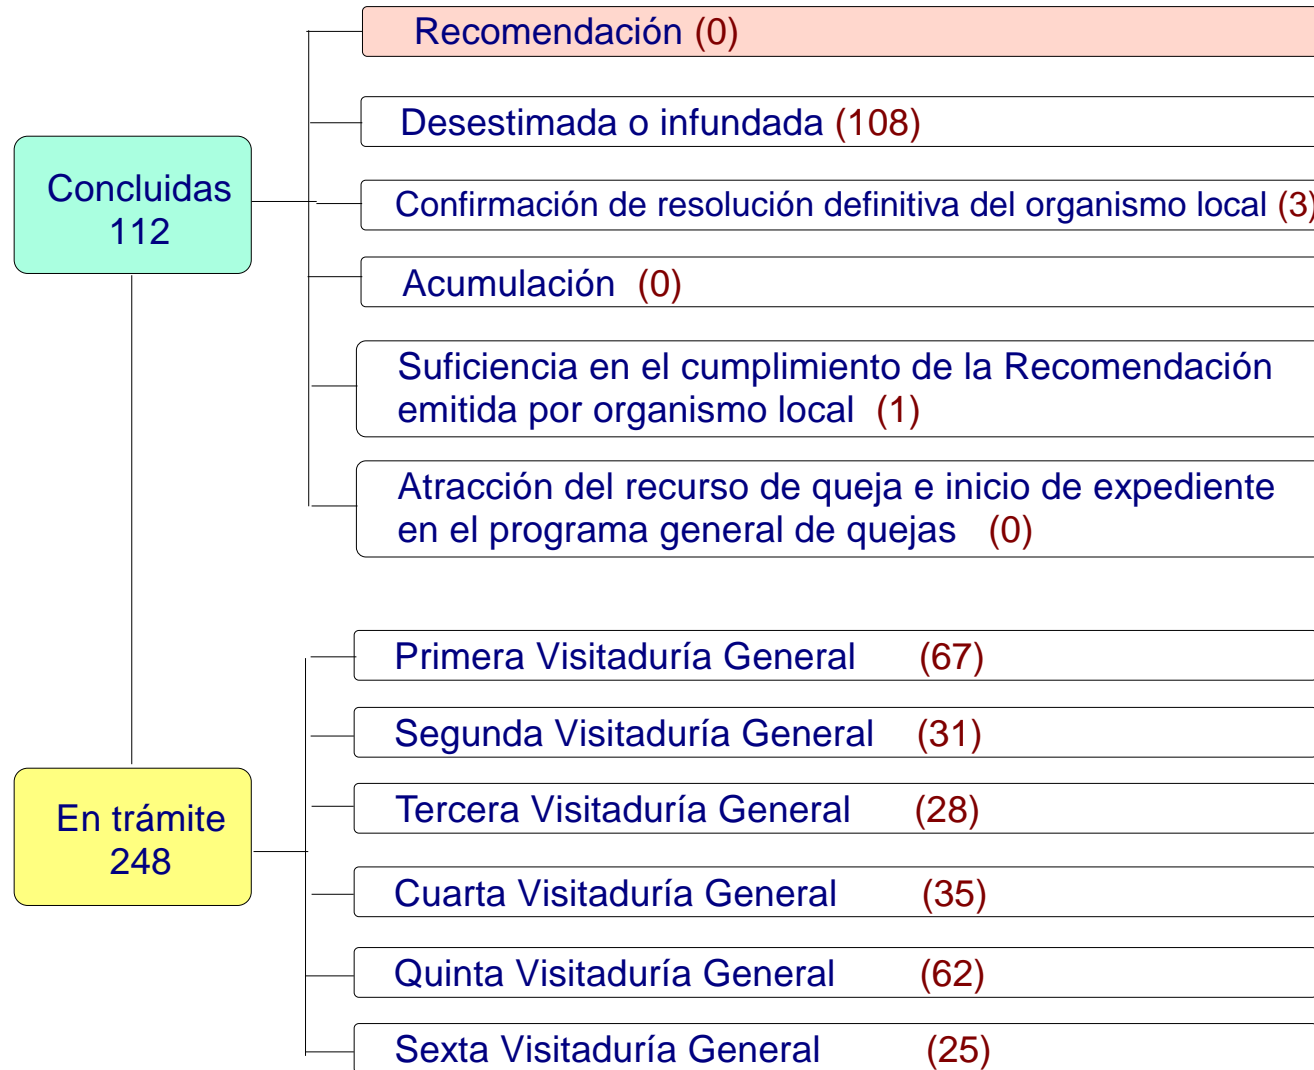 Recomendación (0)
Desestimada o infundada (108)
Concluidas
112
Confirmación de resolución definitiva del organismo local (3)
Acumulación (0)
Suficiencia en el cumplimiento de la Recomendación
emitida por organismo local (1)
Atracción del recurso de queja e inicio de expediente
en el programa general de quejas (0)
Primera Visitaduría General (67)
Segunda Visitaduría General (31)
En trámite
248
Tercera Visitaduría General (28)
Cuarta Visitaduría General (35)
Quinta Visitaduría General (62)
Sexta Visitaduría General (25)